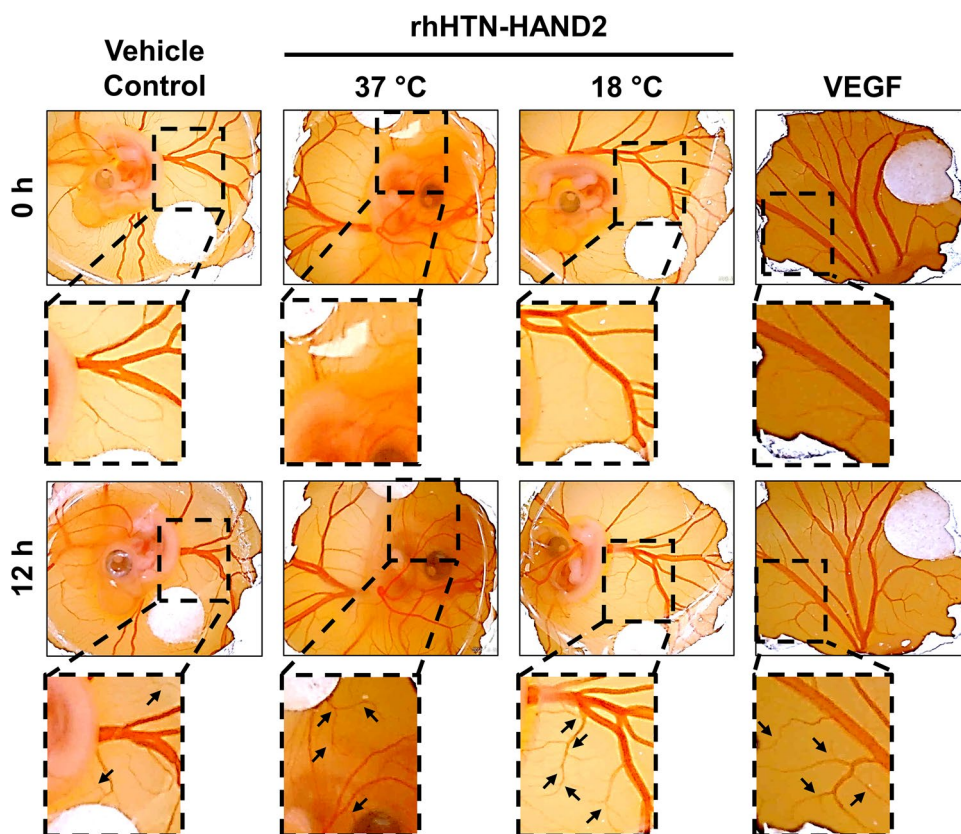 rhHTN-HAND2
Vehicle
Control
37 °C
18 °C
VEGF
0 h
12 h